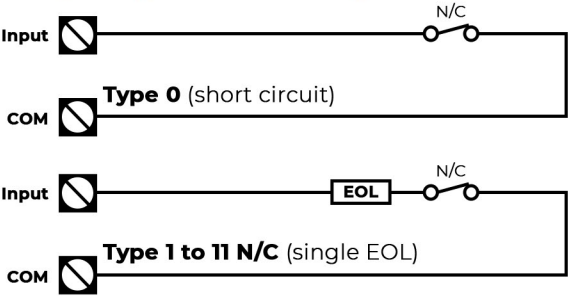 N/C
Input
Type 0 (short circuit)
COM
N/C
Input
EOL
Type 1 to 11 N/C (single EOL)
COM